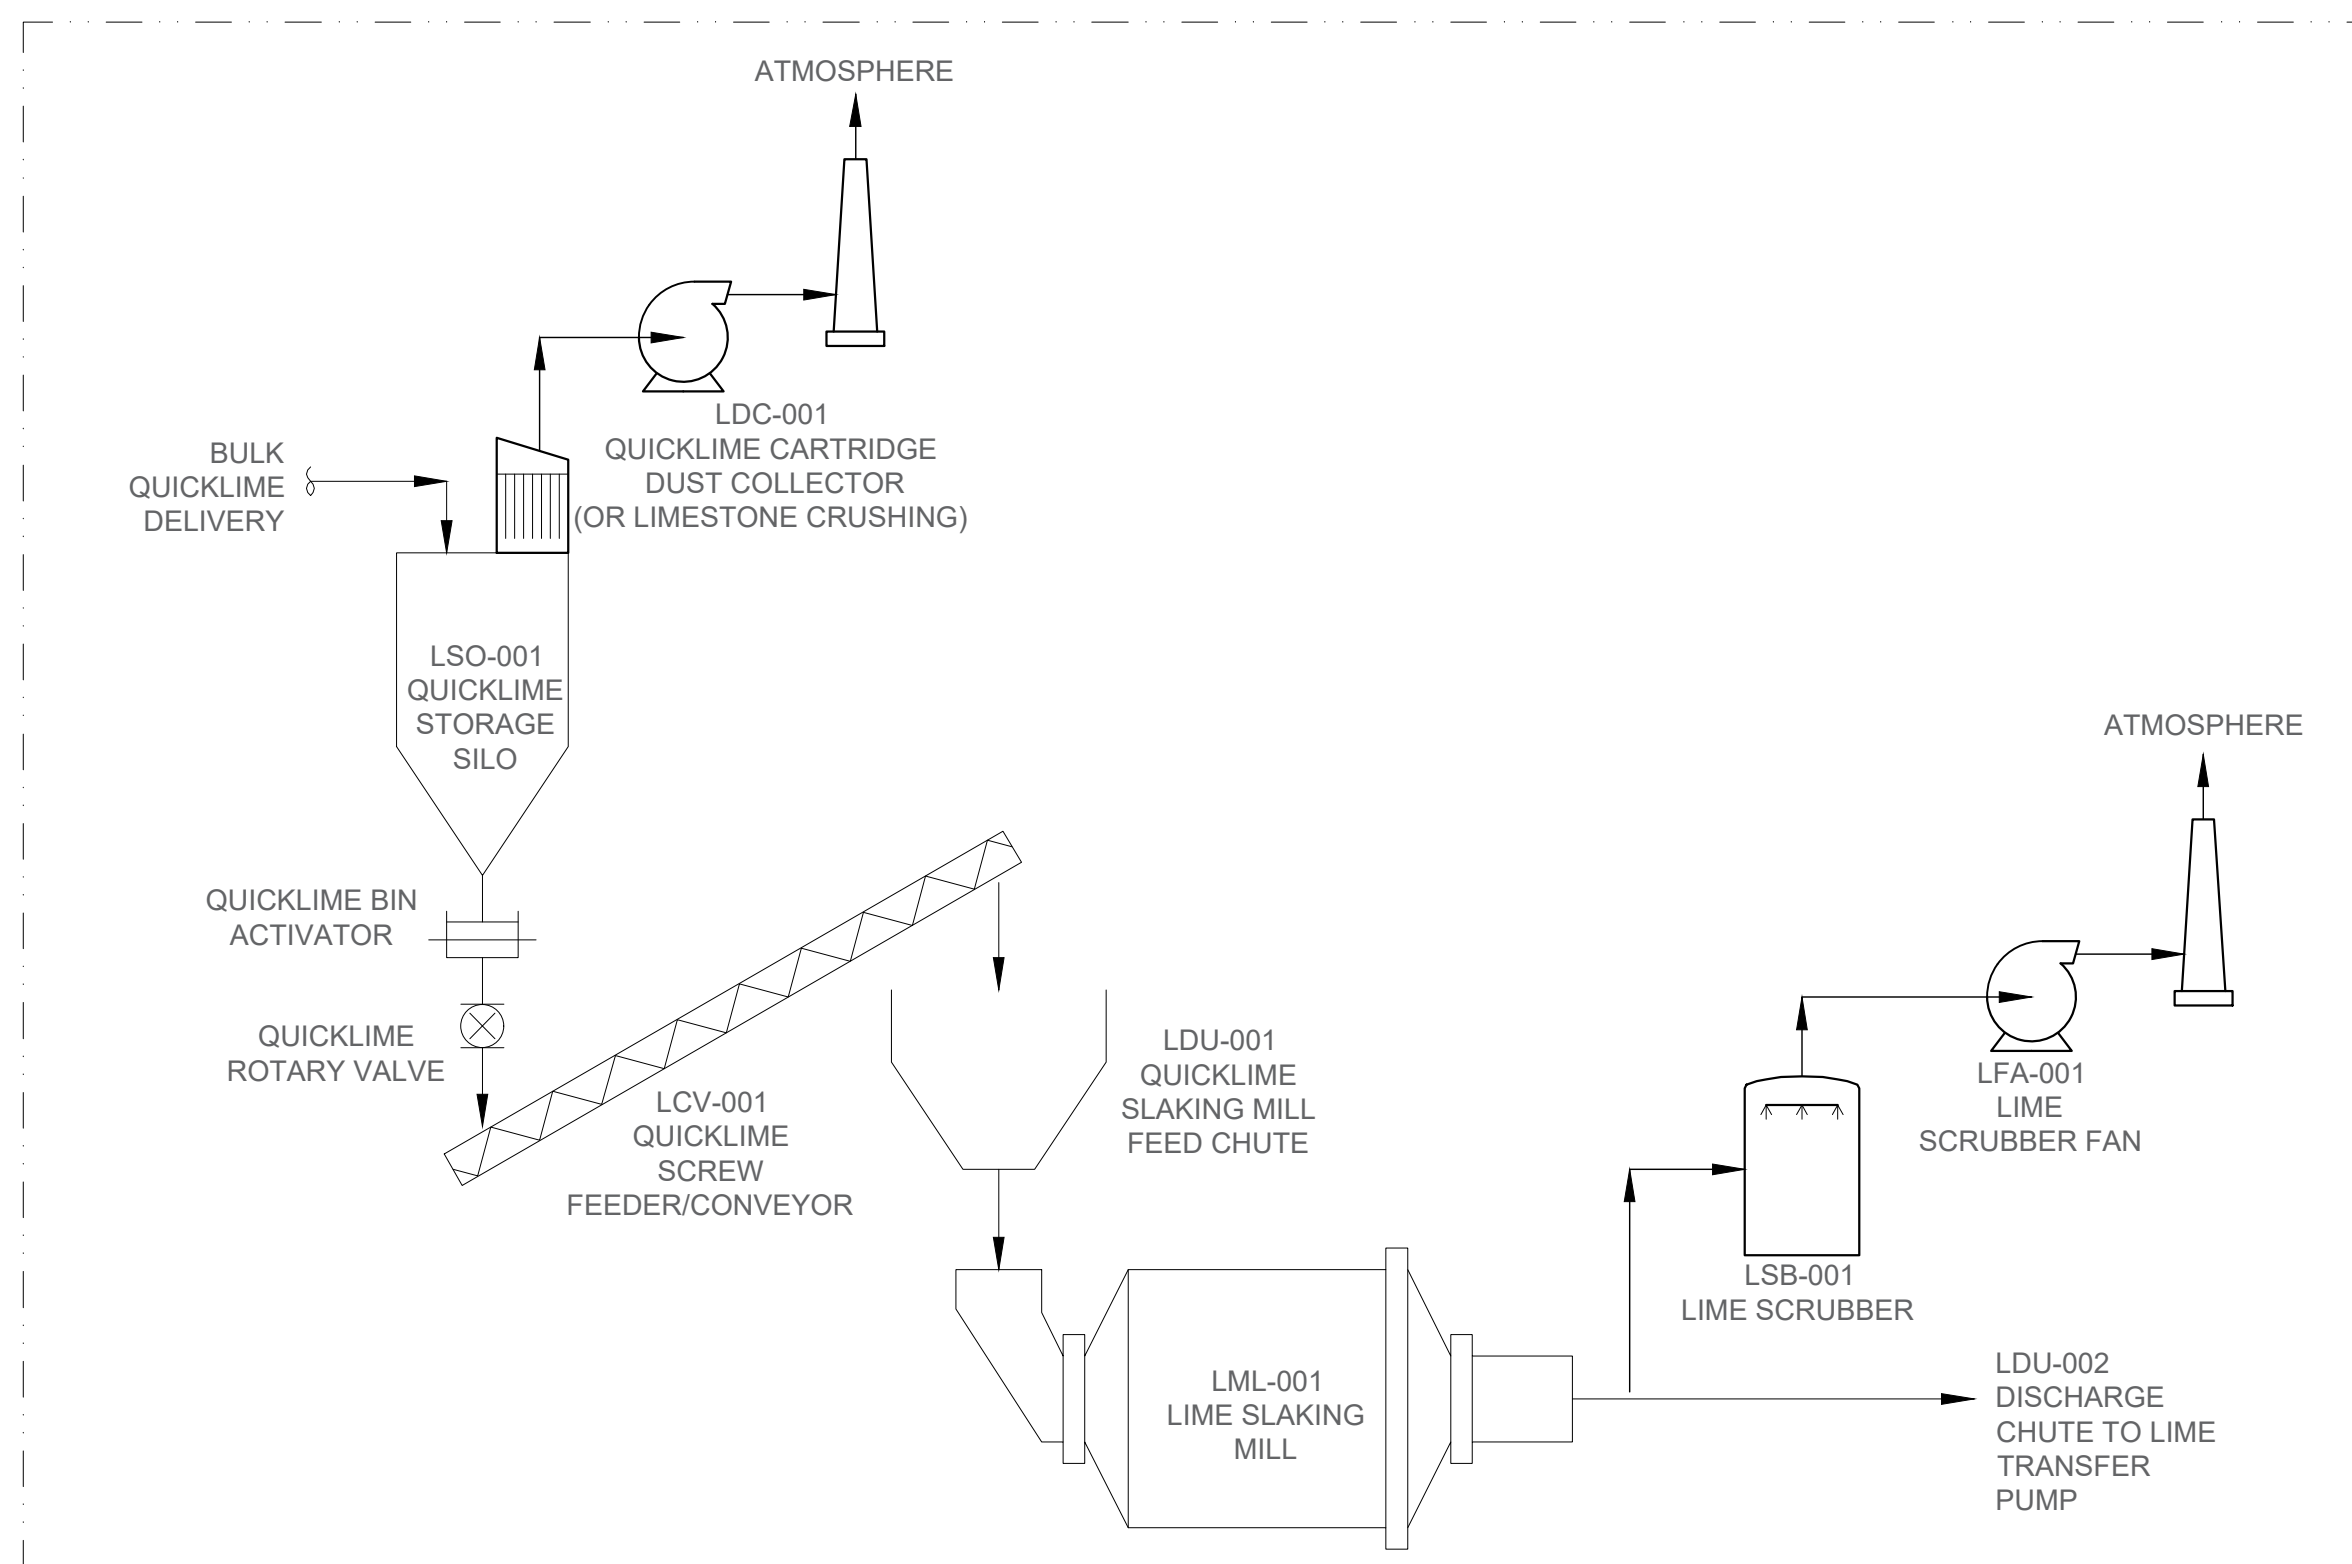 ATMOSPHERE
LDC-001
QUICKLIME CARTRIDGE
DUST COLLECTOR
(OR LIMESTONE CRUSHING)
BULK
QUICKLIME
DELIVERY
LSO-001
QUICKLIME
STORAGE
SILO
QUICKLIME BIN
ACTIVATOR
QUICKLIME
ROTARY VALVE
LCV-001
QUICKLIME
SCREW
FEEDER/CONVEYOR
LDU-001
QUICKLIME
SLAKING MILL
FEED CHUTE
LML-001
LIME SLAKING
MILL
ATMOSPHERE
LFA-001
LIME
SCRUBBER FAN
LSB-001
LIME SCRUBBER
LDU-002
DISCHARGE
CHUTE TO LIME
TRANSFER
PUMP